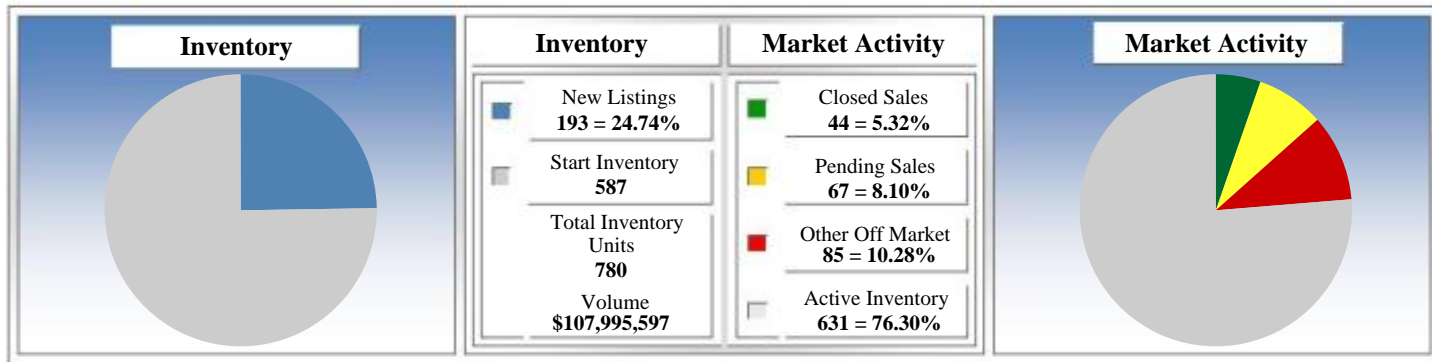 Inventory
Inventory
Market Activity
Market Activity
New Listings
193 = 24.74%
Start Inventory
587
Total Inventory
Units
780
Volume
$107,995,597
Closed Sales
44 = 5.32%
Pending Sales
67 = 8.10%
Other Off Market
85 = 10.28%
Active Inventory
631 = 76.30%